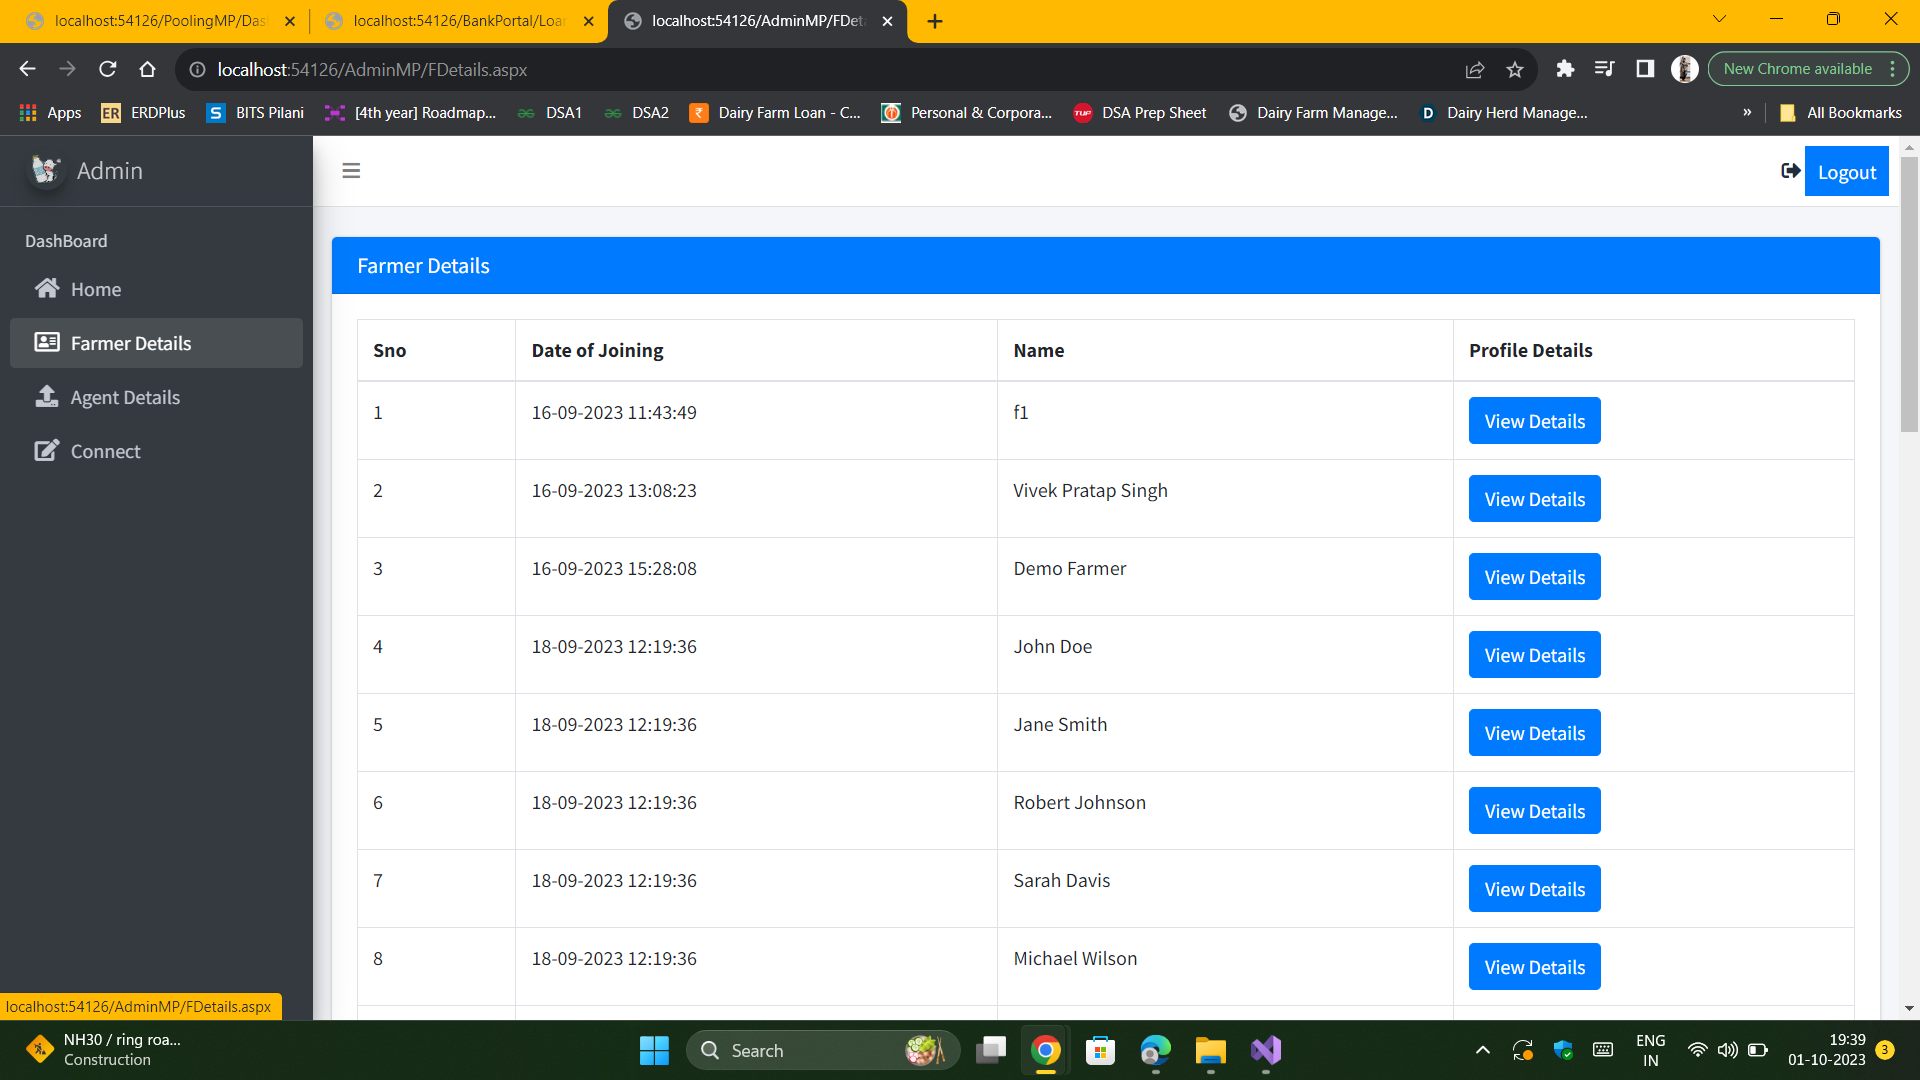 localhost:54126/PoolingMP/Das
localhost:54126/BankPortal/Loan
localhost:54126/AdminMP/FDeta
localhost:54126/AdminMP/FDetails.aspx
New Chrome available
Apps
ER ERDPlus
S BITS Pilani
[4th year] Roadmap...
DSA1
DSA2
₹ Dairy Farm Loan - C...
Personal & Corpora...
TUF DSA Prep Sheet
Dairy Farm Manage...
D Dairy Herd Manage...
»
All Bookmarks
Admin
Logout
DashBoard
Home
Farmer Details
Agent Details
Connect
Farmer Details
Sno Date of Joining Name Profile Details
1 16-09-2023 11:43:49 f1 View Details
2 16-09-2023 13:08:23 Vivek Pratap Singh View Details
3 16-09-2023 15:28:08 Demo Farmer View Details
4 18-09-2023 12:19:36 John Doe View Details
5 18-09-2023 12:19:36 Jane Smith View Details
6 18-09-2023 12:19:36 Robert Johnson View Details
7 18-09-2023 12:19:36 Sarah Davis View Details
8 18-09-2023 12:19:36 Michael Wilson View Details
localhost:54126/AdminMP/FDetails.aspx
NH30 / ring roa...
Construction
Search
ENG
IN
19:39
01-10-2023
3